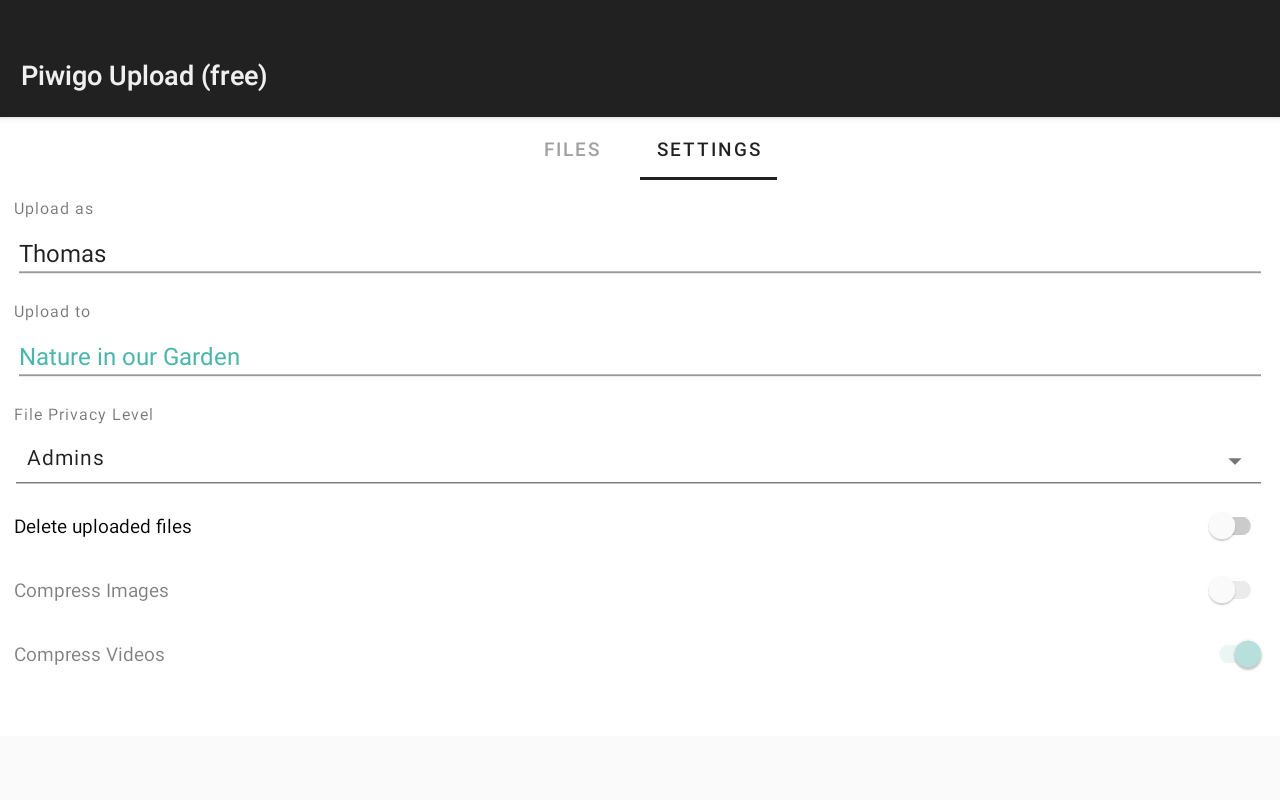 Piwigo Upload (free)
FILES
SETTINGS
Upload as
Thomas
Upload to
Nature in our Garden
File Privacy Level
Admins
Delete uploaded files
Compress Images
Compress Videos